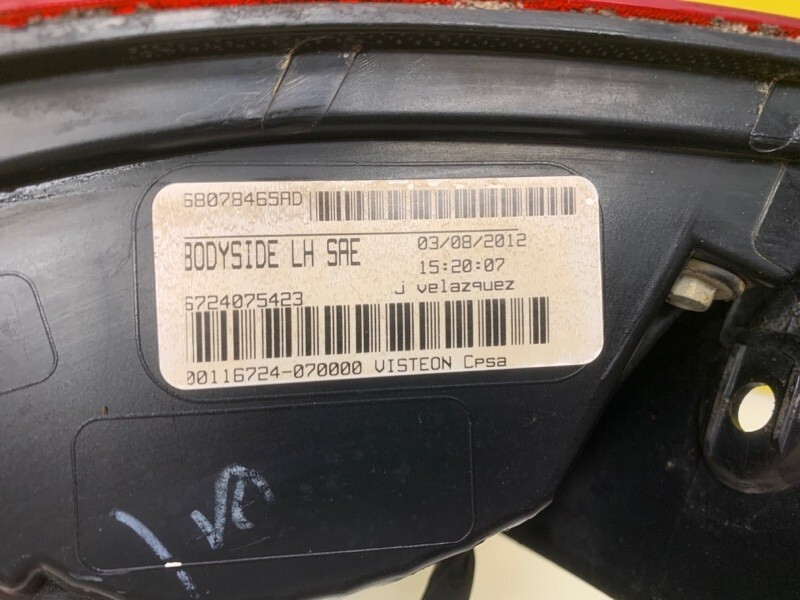 68078465AD
BODYSIDE LH SAE
03/08/2012
15:20:07
j velazquez
6724075423
00116724-070000 VISTEON Cpsa